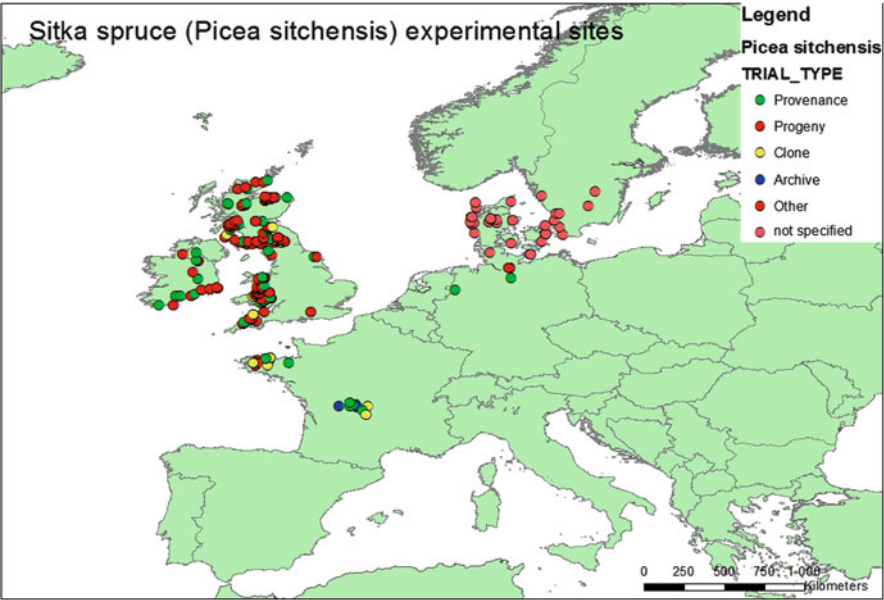 Sitka spruce (Picea sitchensis) experimental sites
Legend
Picea sitchensis
TRIAL_TYPE
Provenance
Progeny
Clone
Archive
Other
not specified
0 250 500 750 1 000
Kilometers